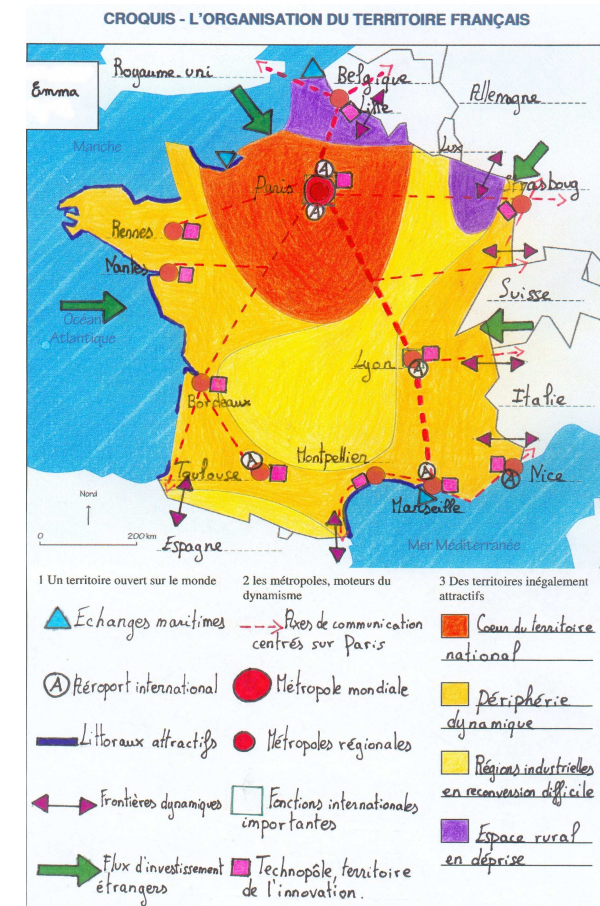 CROQUIS - L'ORGANISATION DU TERRITOIRE FRANÇAIS
Emma
Royaume-uni
Belgique
Lille
Allemagne
Manche
Lux
Paris
A
Strasboug
A
Rennes
Nantes
Suisse
Océan
Atlantique
Lyon
A
Italie
Bordeaux
Montpellier
A
Toulouse
A
Nice
A
Marseille
Nord
0
200 km
Espagne
Mer Méditerranée
1 Un territoire ouvert sur le monde
Echanges maritimes
A Aéroport international
Littoraux attractifs
Frontières dynamiques
Flux d'investissement
étrangers
2 les métropoles, moteurs du
dynamisme
Axes de communication
centrés sur Paris
Métropole mondiale
Métropoles régionales
Fonctions internationales
importantes
Technopôle, territoire
de l'innovation.
3 Des territoires inégalement
attractifs
Coeur du territoire
national
Périphérie
dynamique
Régions industrielles
en reconversion difficile
Espace rural
en déprise